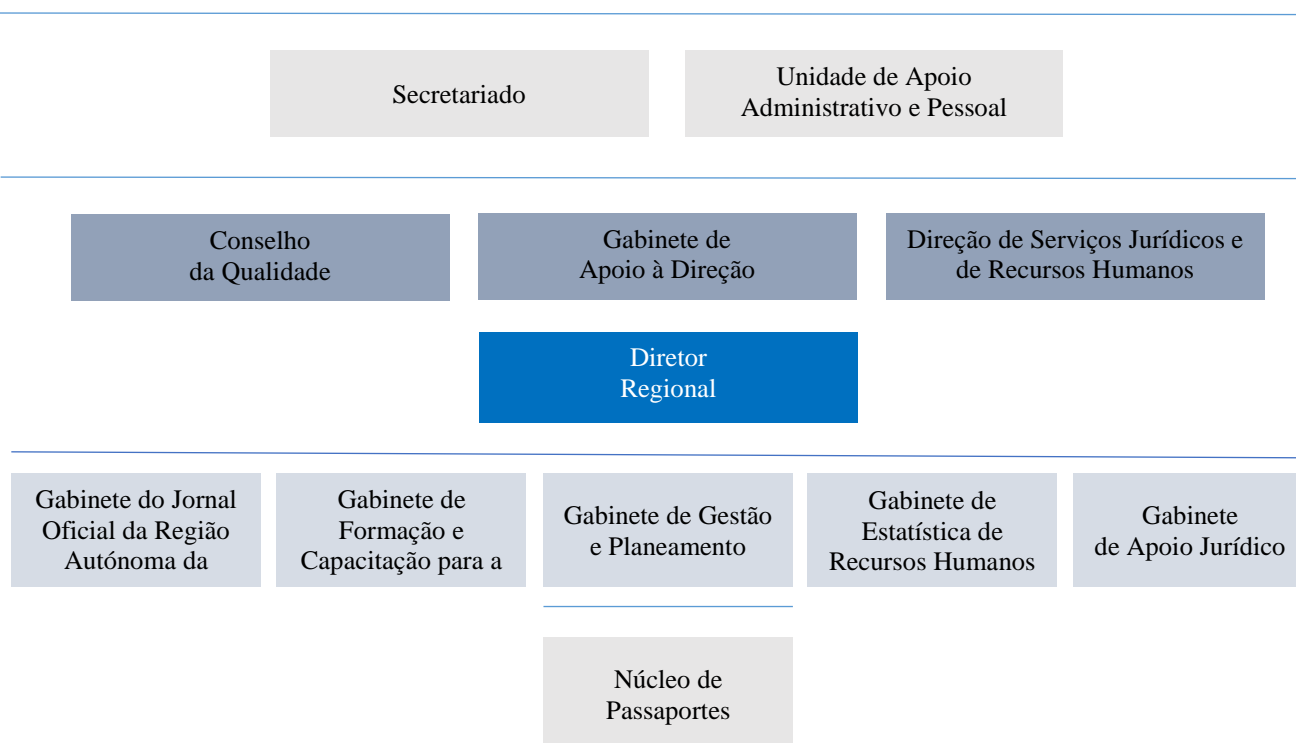 Secretariado
Unidade de Apoio
Administrativo e Pessoal
Conselho
da Qualidade
Gabinete de
Apoio à Direção
Direção de Serviços Jurídicos e
de Recursos Humanos
Diretor
Regional
Gabinete do Jornal
Oficial da Região
Autónoma da
Gabinete de
Formação e
Capacitação para a
Gabinete de Gestão
e Planeamento
Gabinete de
Estatística de
Recursos Humanos
Gabinete
de Apoio Jurídico
Núcleo de
Passaportes